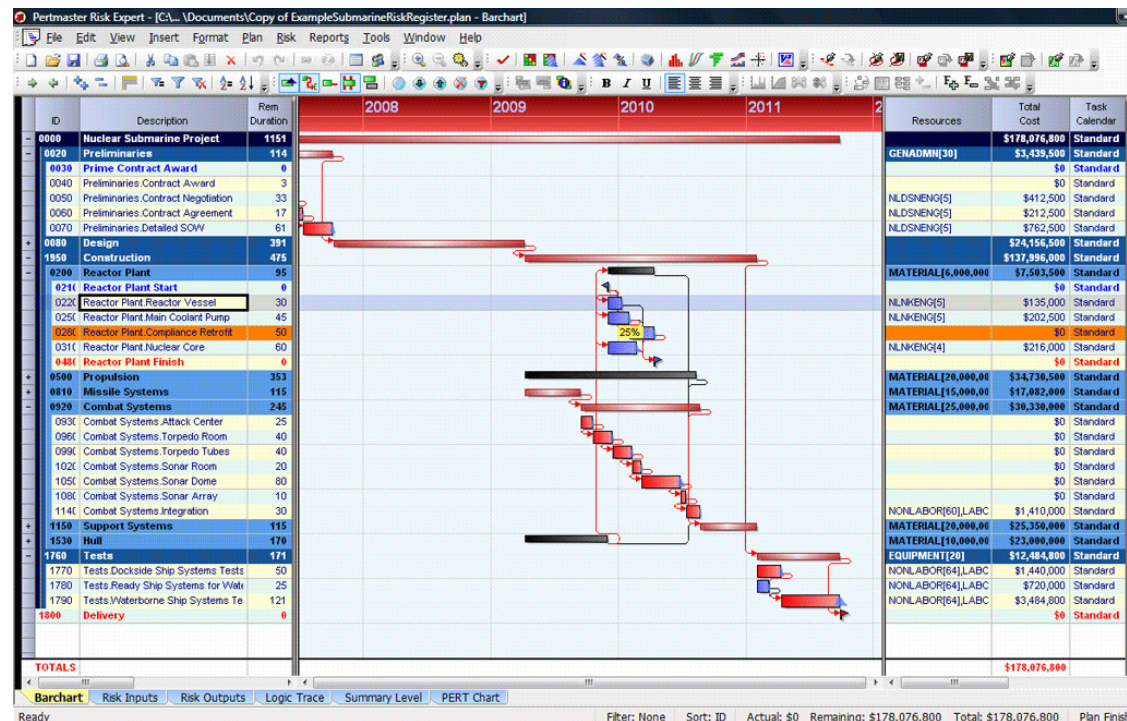 Pertmaster Risk Expert - [C:\... \Documents\Copy of ExampleSubmarineRiskRegister.plan - Barchart]
File Edit View Insert Format Plan Risk Reports Tools Window Help
B I U
ID Description Rem Duration 2008 2009 2010 2011 2 Resources Total Cost Task Calendar
0000 Nuclear Submarine Project 1151 $178,076,800 Standard
0020 Preliminaries 114 GENADMN[30] $3,439,500 Standard
0030 Prime Contract Award 0 $0 Standard
0040 Preliminaries.Contract Award 3 $0 Standard
0050 Preliminaries.Contract Negotiation 33 NLDSNENG[5] $412,500 Standard
0060 Preliminaries.Contract Agreement 17 NLDSNENG[5] $212,500 Standard
0070 Preliminaries.Detailed SOW 61 NLDSNENG[5] $762,500 Standard
0080 Design 391 $24,156,500 Standard
1950 Construction 475 $137,996,000 Standard
0200 Reactor Plant 95 MATERIAL[6,000,000 $7,503,500 Standard
021( Reactor Plant Start 0 $0 Standard
022( Reactor Plant.Reactor Vessel 30 NLNKENG[5] $135,000 Standard
025( Reactor Plant.Main Coolant Pump 45 NLNKENG[5] $202,500 Standard
028( Reactor Plant.Compliance Retrofit 50 25% $0 Standard
031( Reactor Plant.Nuclear Core 60 NLNKENG[4] $216,000 Standard
048( Reactor Plant Finish 0 $0 Standard
0500 Propulsion 353 MATERIAL[20,000,00 $34,730,500 Standard
0810 Missile Systems 115 MATERIAL[15,000,00 $17,082,000 Standard
0920 Combat Systems 245 MATERIAL[25,000,00 $30,330,000 Standard
093( Combat Systems.Attack Center 25 $0 Standard
096( Combat Systems.Torpedo Room 40 $0 Standard
099( Combat Systems.Torpedo Tubes 40 $0 Standard
102( Combat Systems.Sonar Room 20 $0 Standard
105( Combat Systems.Sonar Dome 80 $0 Standard
108( Combat Systems.Sonar Array 10 $0 Standard
114( Combat Systems.Integration 30 NONLABOR[60],LABC $1,410,000 Standard
1150 Support Systems 115 MATERIAL[20,000,00 $25,350,000 Standard
1530 Hull 170 MATERIAL[10,000,00 $23,000,000 Standard
1760 Tests 171 EQUIPMENT[20] $12,484,800 Standard
1770 Tests.Dockside Ship Systems Tests 50 NONLABOR[64],LABC $1,440,000 Standard
1780 Tests.Ready Ship Systems for Wate 25 NONLABOR[64],LABC $720,000 Standard
1790 Tests.Waterborne Ship Systems Te 121 NONLABOR[64],LABC $3,484,800 Standard
1800 Delivery 0 $0 Standard
TOTALS $178,076,800
Barchart Risk Inputs Risk Outputs Logic Trace Summary Level PERT Chart
Ready Filter: None Sort: ID Actual: $0 Remaining: $178,076,800 Total: $178,076,800 Plan Finish